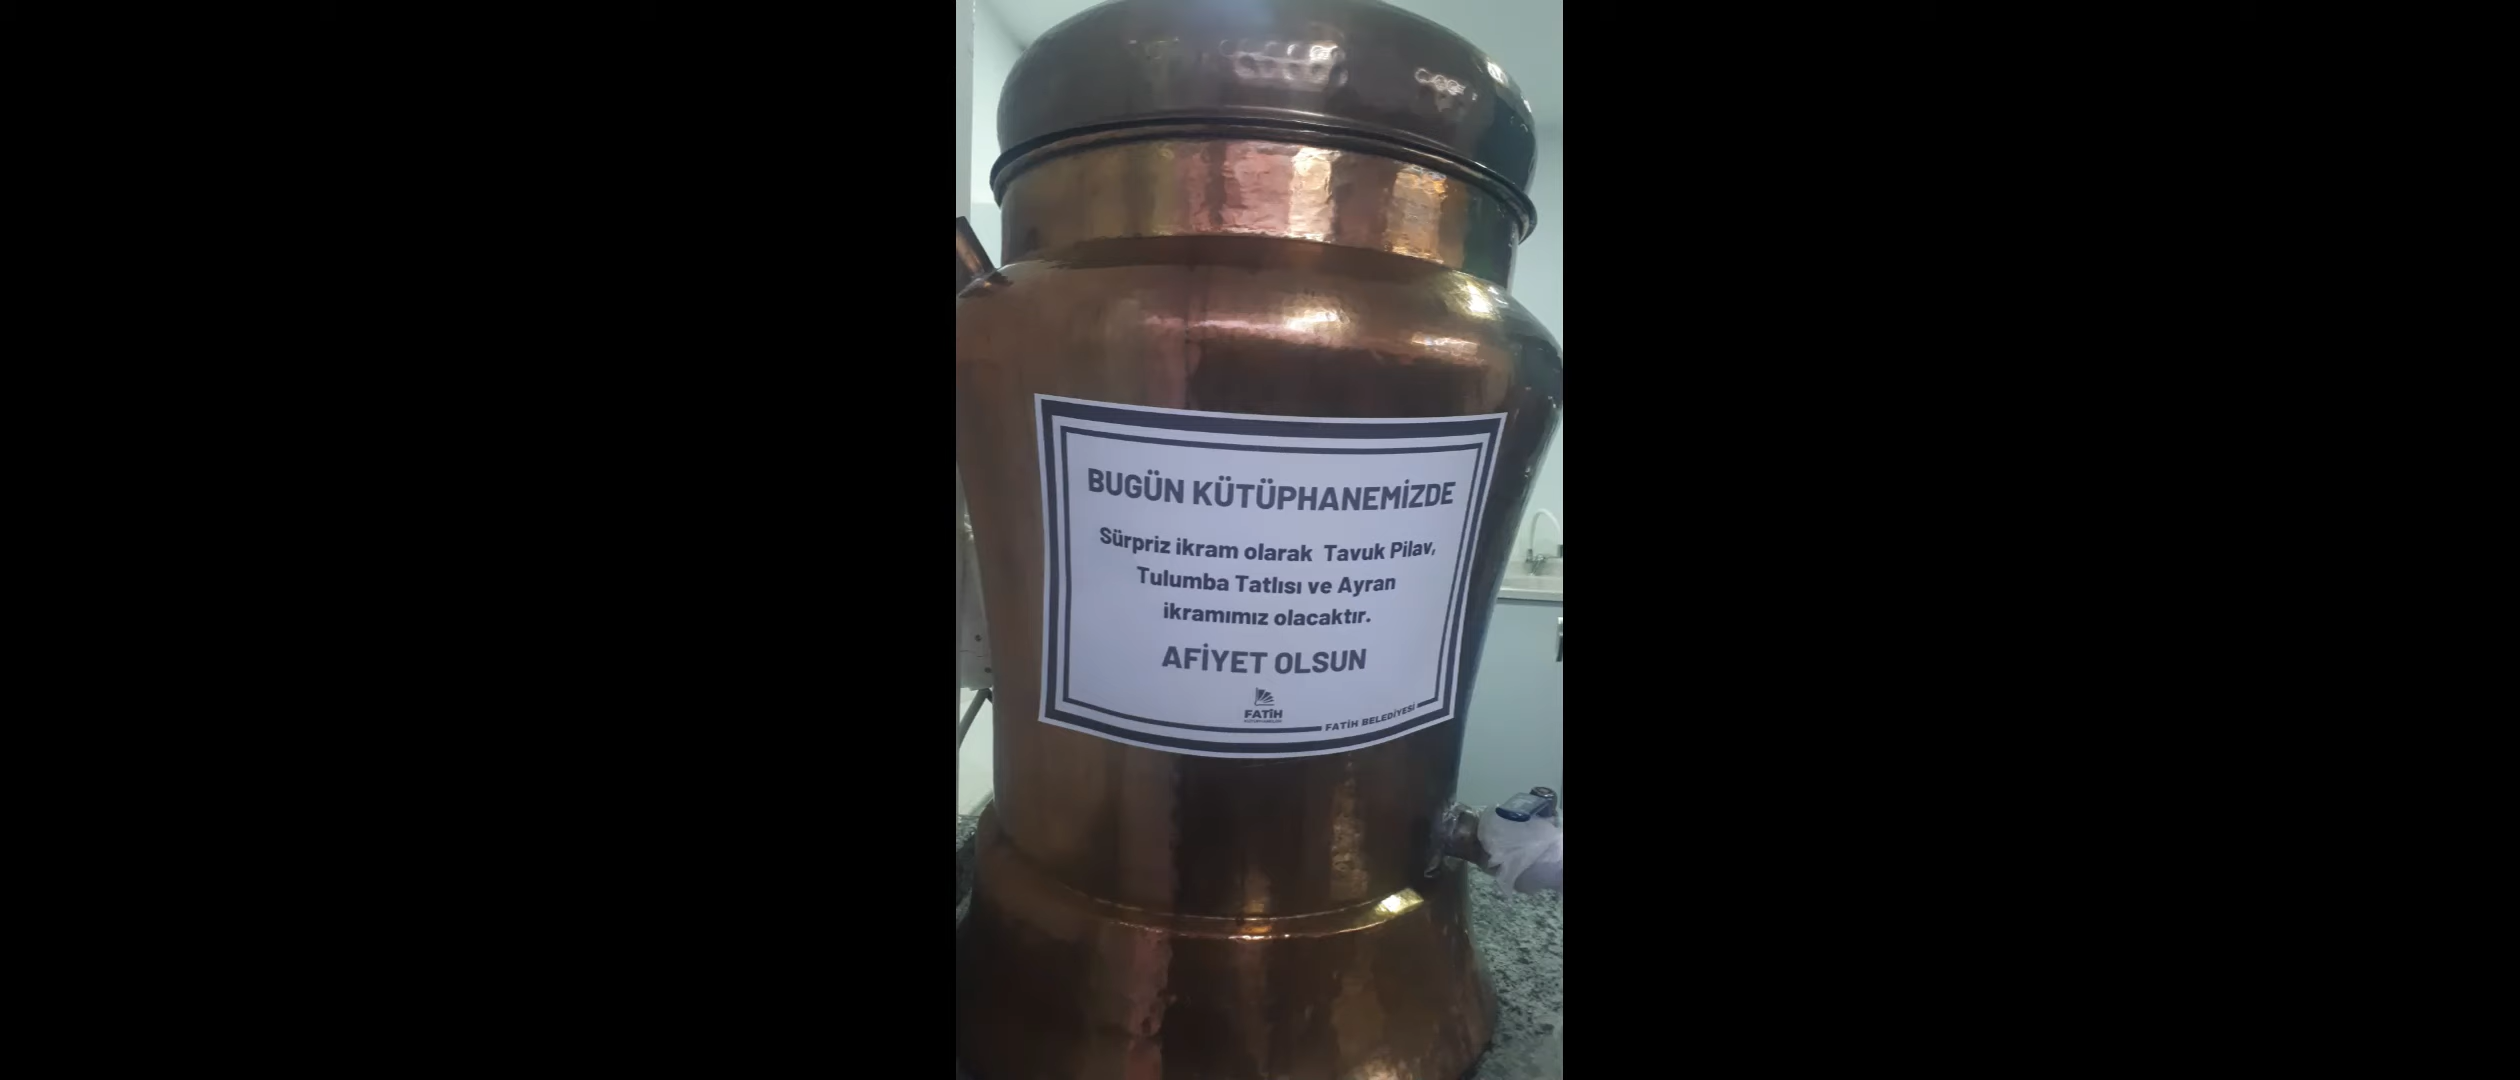 BUGÜN KÜTÜPHANEMİZDE
Sürpriz ikram olarak Tavuk Pilav,
Tulumba Tatlısı ve Ayran
ikramımız olacaktır.
AFİYET OLSUN
FATİH
FATİH BELEDİYESİ